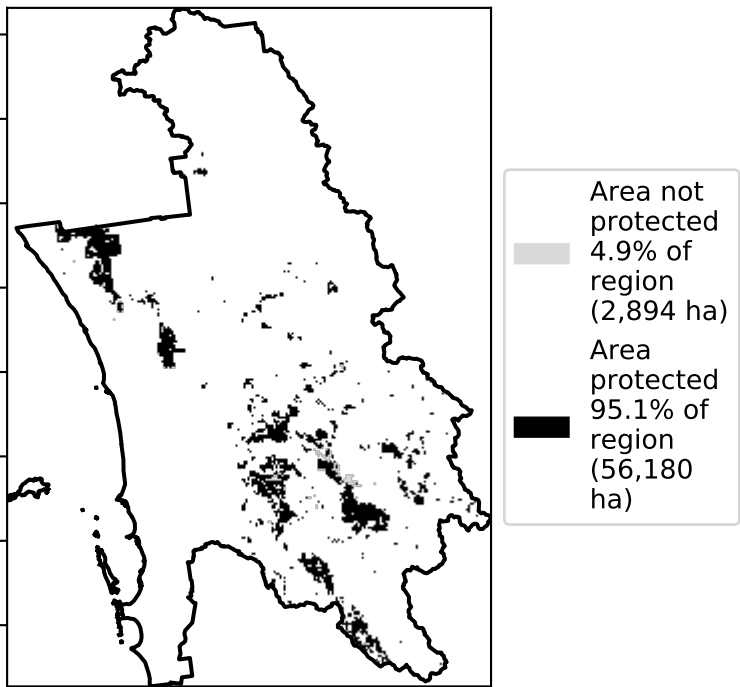 Area not
protected
4.9% of
region
(2,894 ha)
Area
protected
95.1% of
region
(56,180
ha)